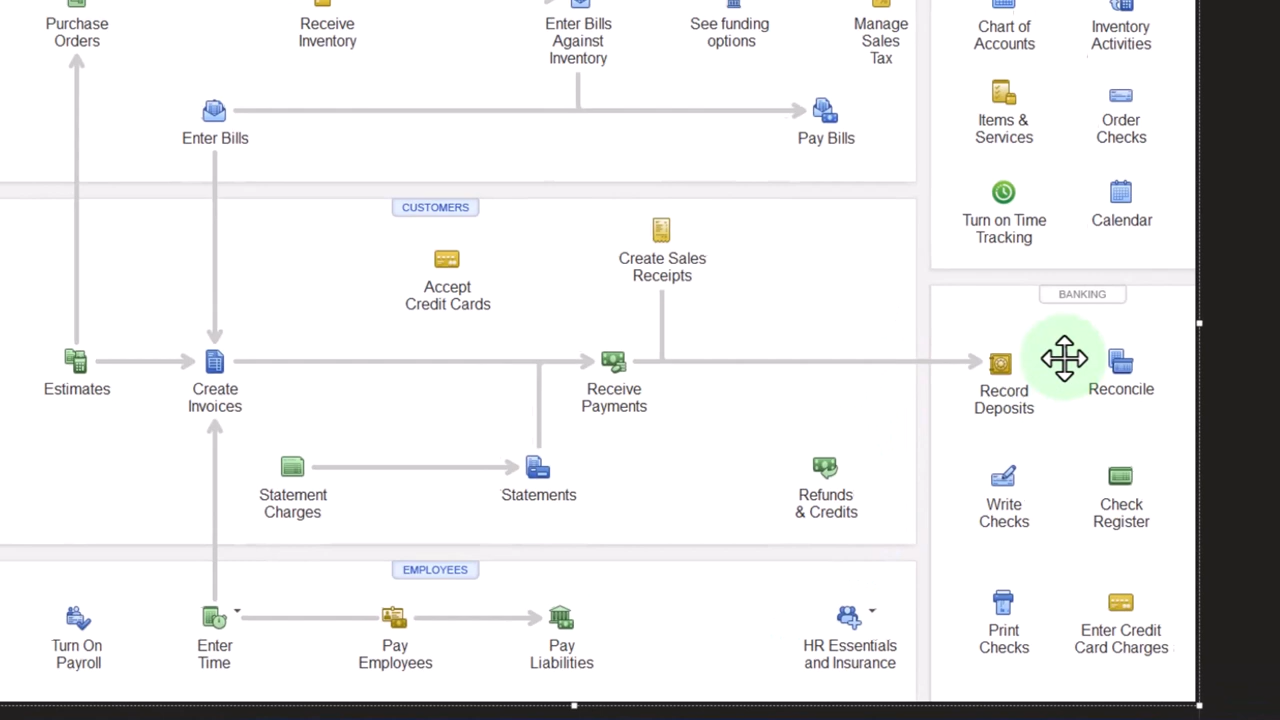 Purchase
Orders
Receive
Inventory
Enter Bills
Against
Inventory
See funding
options
Manage
Sales
Tax
Enter Bills
Pay Bills
Chart of
Accounts
Inventory
Activities
Items &
Services
Order
Checks
Turn on Time
Tracking
Calendar
CUSTOMERS
Create Sales
Receipts
Accept
Credit Cards
Estimates
Create
Invoices
Receive
Payments
Statement
Charges
Statements
Refunds
& Credits
BANKING
Record
Deposits
Reconcile
Write
Checks
Check
Register
Print
Checks
Enter Credit
Card Charges
EMPLOYEES
Turn On
Payroll
Enter
Time
Pay
Employees
Pay
Liabilities
HR Essentials
and Insurance